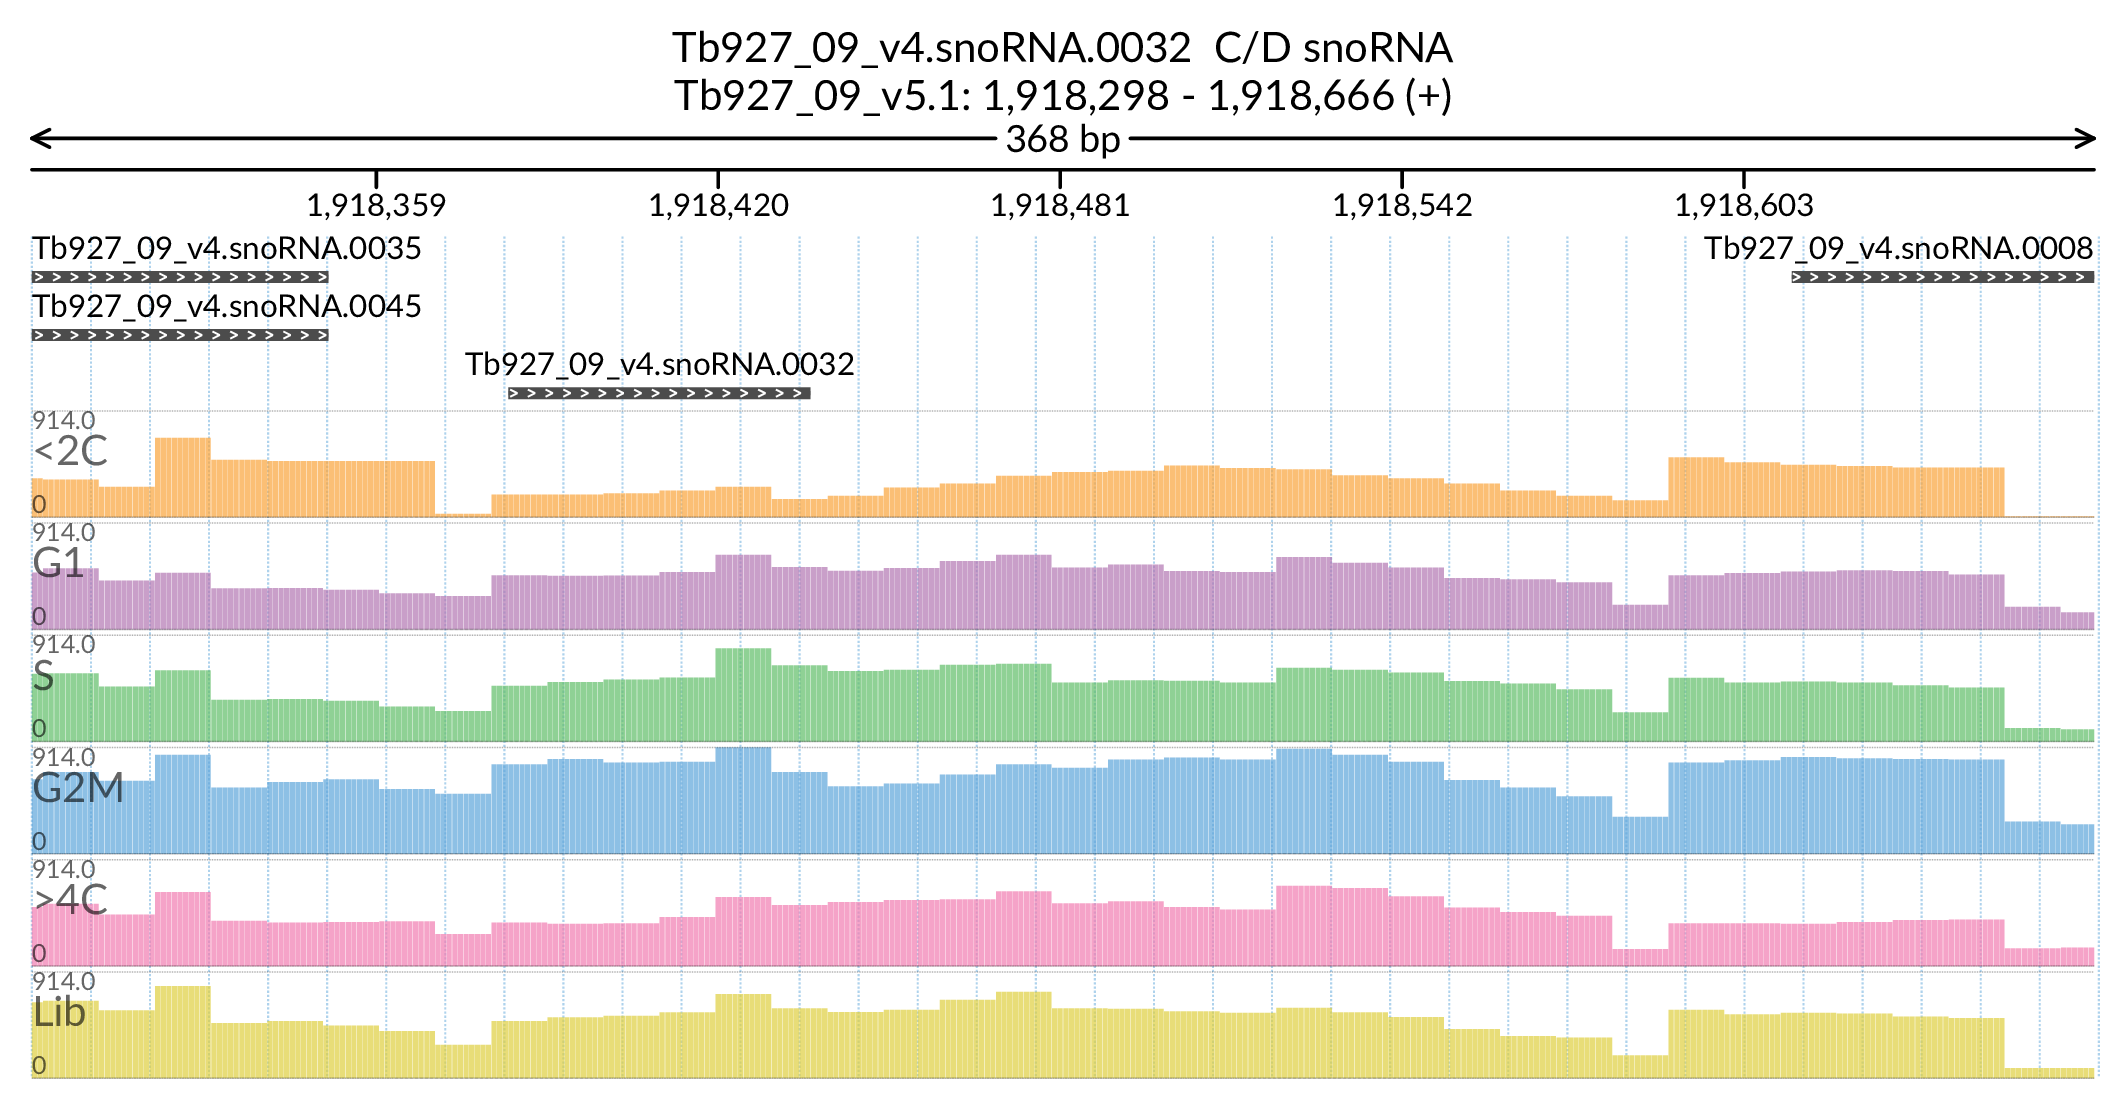 Tb927_09_v4.snoRNA.0032  C/D snoRNA
Tb927_09_v5.1: 1,918,298 - 1,918,666 (+)
368 bp
1,918,359 1,918,420 1,918,481 1,918,542 1,918,603
Tb927_09_v4.snoRNA.0035 Tb927_09_v4.snoRNA.0008
Tb927_09_v4.snoRNA.0045
Tb927_09_v4.snoRNA.0032
914.0
<2C
0
914.0
G1
0
914.0
S
0
914.0
G2M
0
914.0
>4C
0
914.0
Lib
0